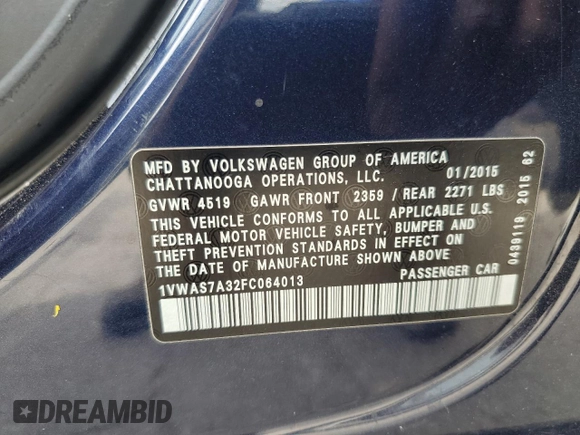 MFD BY VOLKSWAGEN GROUP OF AMERICA
CHATTANOOGA OPERATIONS, LLC. 01/2015
GVWR 4519 GAWR FRONT 2359 / REAR 2271 LBS
THIS VEHICLE CONFORMS TO ALL APPLICABLE U.S.
FEDERAL MOTOR VEHICLE SAFETY, BUMPER AND
THEFT PREVENTION STANDARDS IN EFFECT ON
THE DATE OF MANUFACTURE SHOWN ABOVE
1VWAS7A32FC064013 PASSENGER CAR
0439119 2015 62
DREAMBID